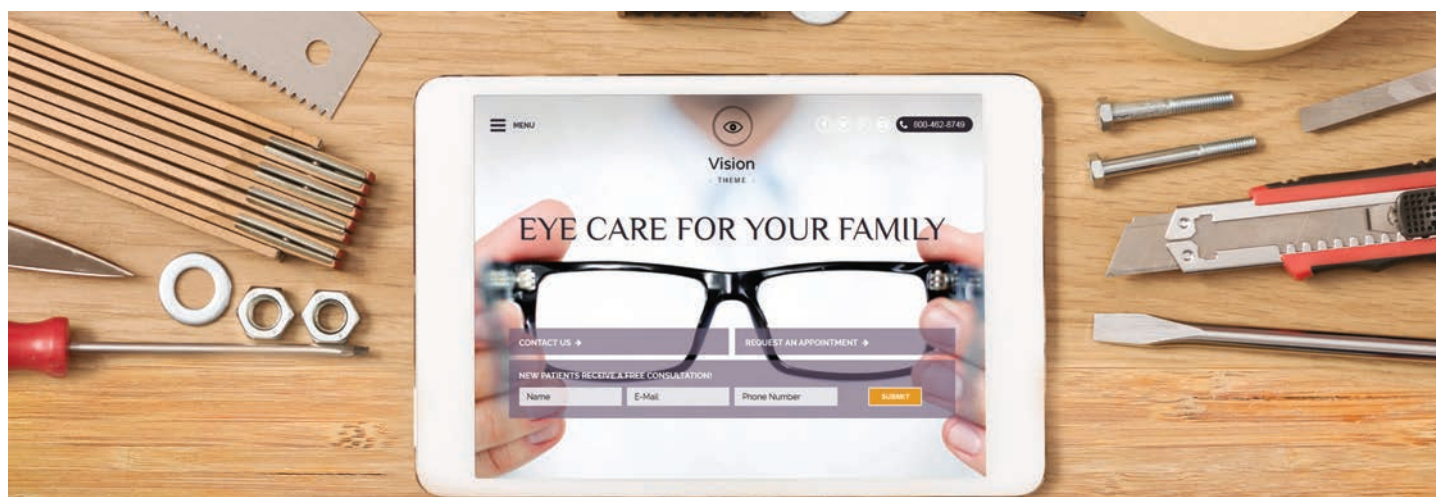 MENU
800-462-8749
Vision
THEME
EYE CARE FOR YOUR FAMILY
CONTACT US →
REQUEST AN APPOINTMENT →
NEW PATIENTS RECEIVE A FREE CONSULTATION!
Name
E-Mail
Phone Number
SUBMIT